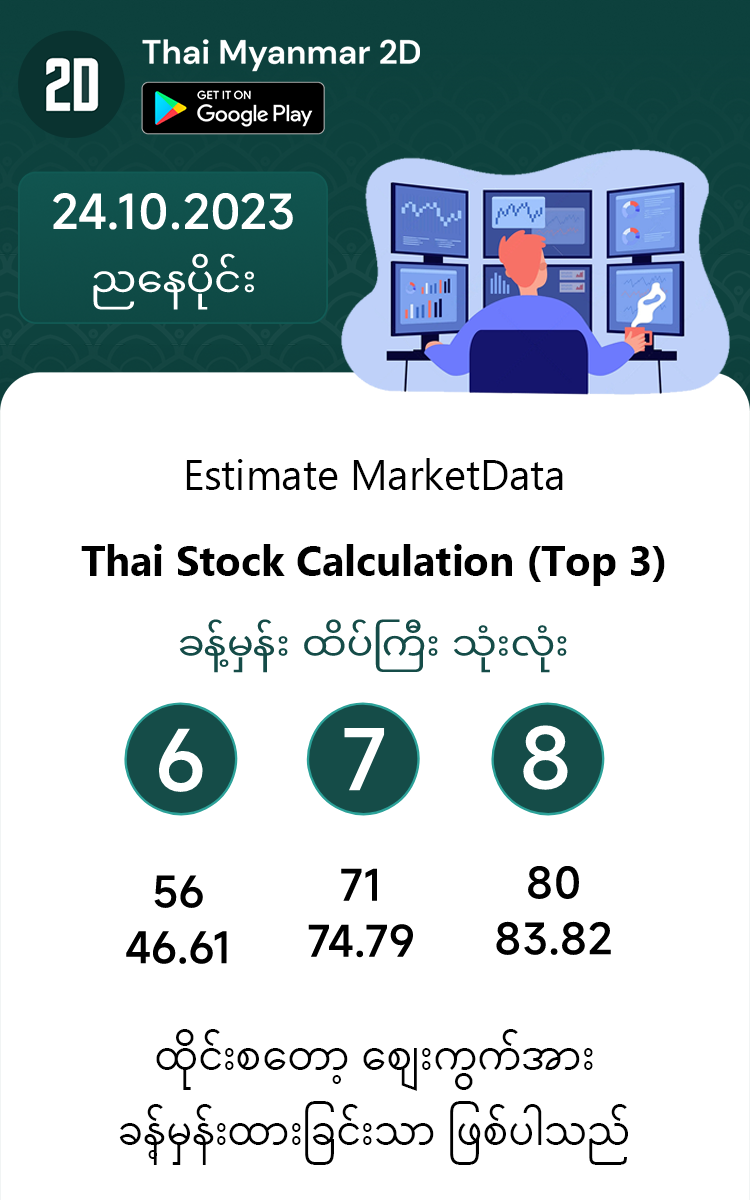 2D
Thai Myanmar 2D
GET IT ON
Google Play
24.10.2023
ညနေပိုင်း
Estimate MarketData
Thai Stock Calculation (Top 3)
ခန့်မှန်း ထိပ်ကြီး သုံးလုံး
6 7 8
56 71 80
46.61 74.79 83.82
ထိုင်းစတော့ ဈေးကွက်အား
ခန့်မှန်းထားခြင်းသာ ဖြစ်ပါသည်